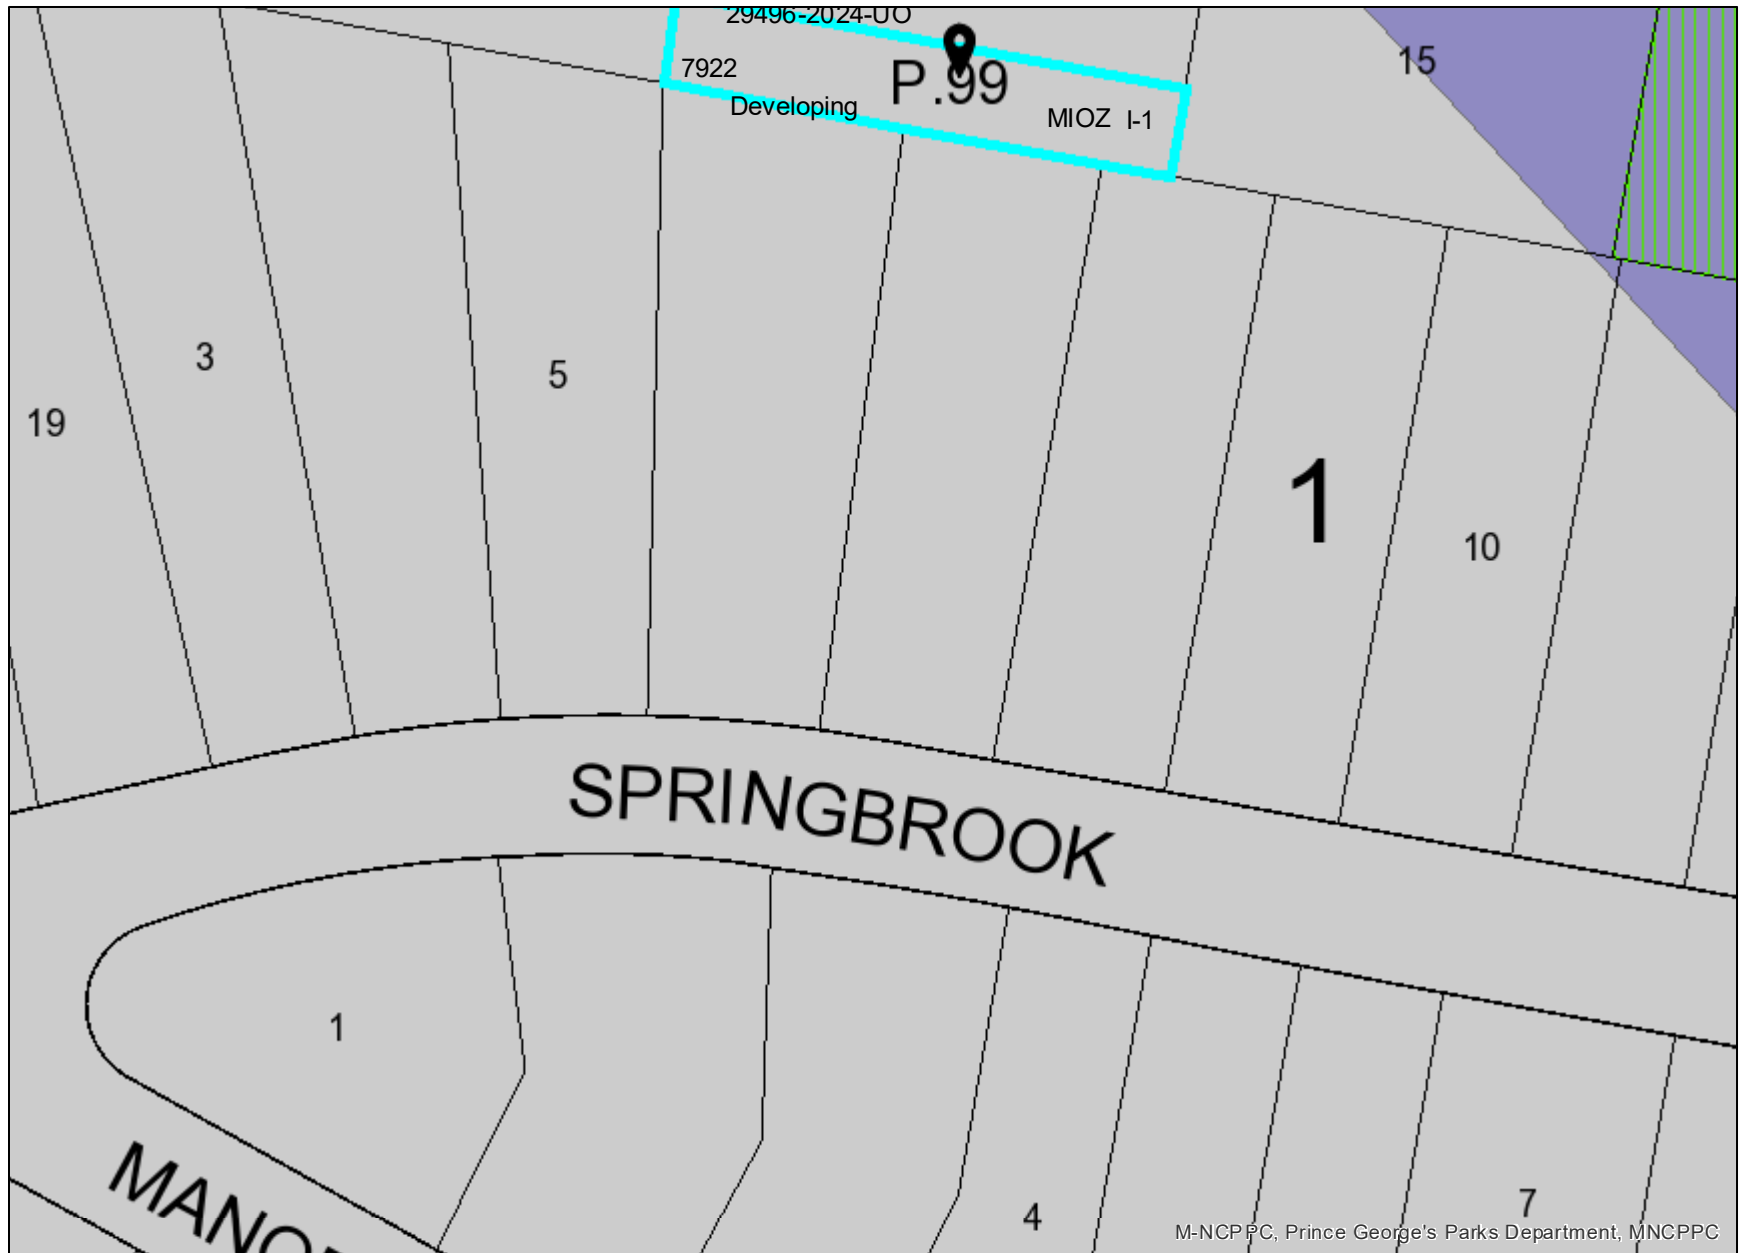 29496-2024-UO
7922
P.99
15
Developing
MIOZ I-1
3
5
19
1
10
SPRINGBROOK
1
4
7
M-NCPPC, Prince George's Parks Department, MNCPPC